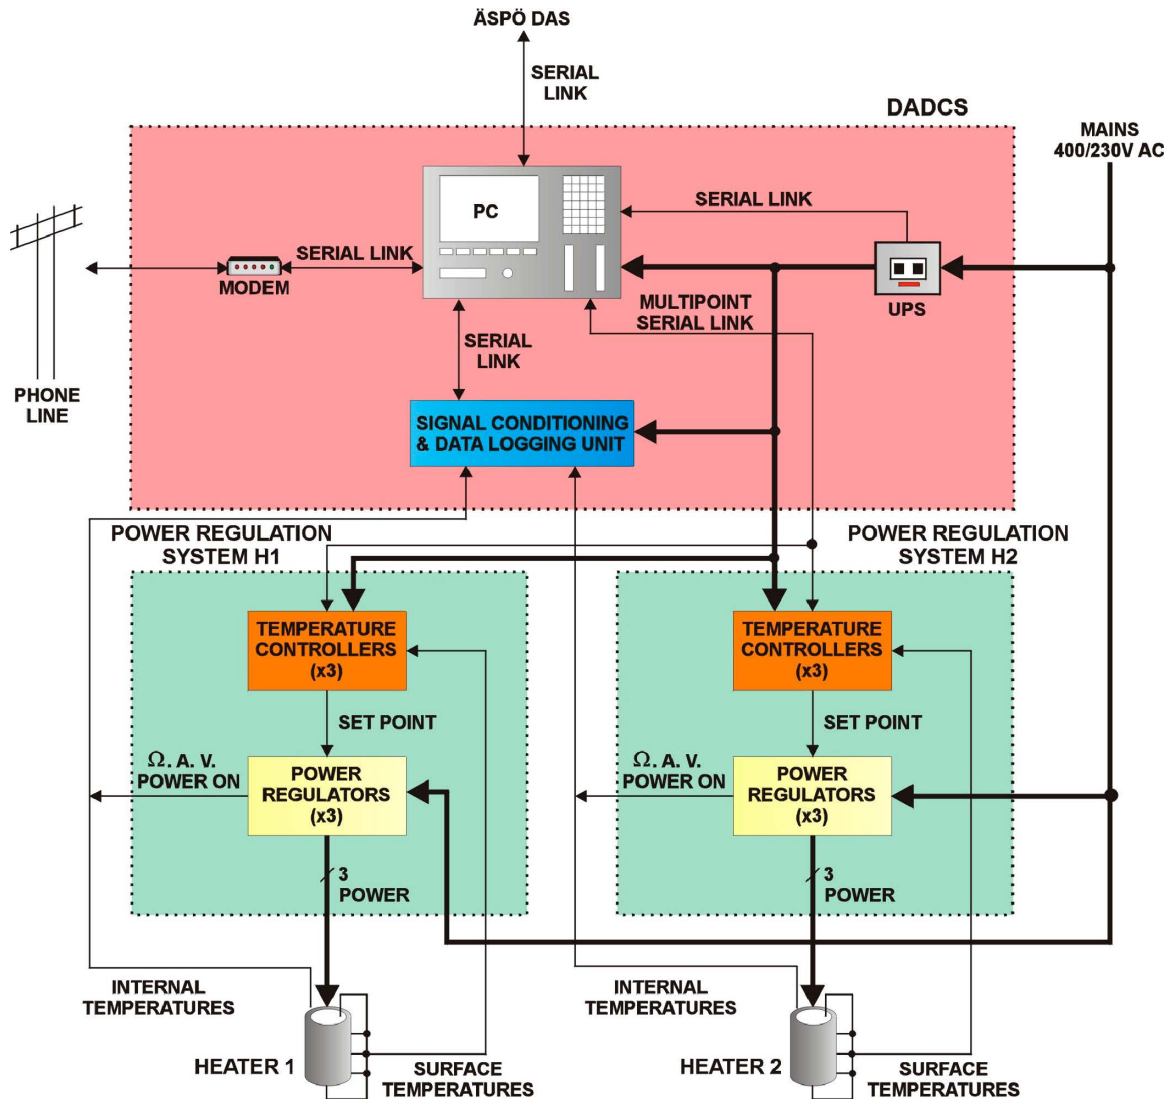 ÄSPÖ DAS
SERIAL
LINK
DADCS
MAINS
400/230V AC
PC
SERIAL LINK
SERIAL LINK
MODEM
UPS
MULTIPOINT
SERIAL LINK
SERIAL
LINK
PHONE
LINE
SIGNAL CONDITIONING
& DATA LOGGING UNIT
POWER REGULATION
SYSTEM H1
POWER REGULATION
SYSTEM H2
TEMPERATURE
CONTROLLERS
(x3)
TEMPERATURE
CONTROLLERS
(x3)
SET POINT
SET POINT
Ω. A. V.
POWER ON
POWER
REGULATORS
(x3)
Ω. A. V.
POWER ON
POWER
REGULATORS
(x3)
3
POWER
3
POWER
INTERNAL
TEMPERATURES
INTERNAL
TEMPERATURES
HEATER 1
SURFACE
TEMPERATURES
HEATER 2
SURFACE
TEMPERATURES